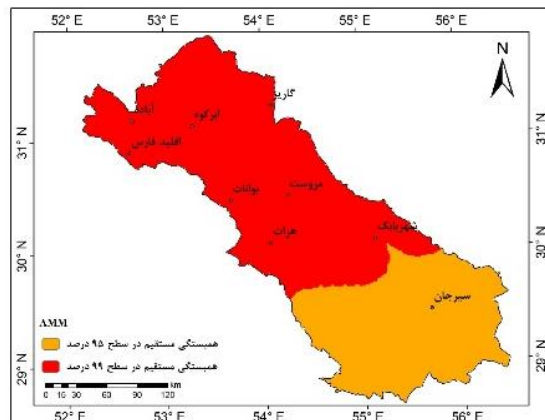 52° E 53° E 54° E 55° E 56° E
N
گاریز
آباده
ابرکوه
31° N 31° N
اقلید فارس
بوانات
مروست
شهربابک
هرات
30° N 30° N
سیرجان
AMM
همبستگی مستقیم در سطح ۹۵ درصد
همبستگی مستقیم در سطح ۹۹ درصد
29° N 29° N
0 15 30 60 90 120
km
52° E 53° E 54° E 55° E 56° E